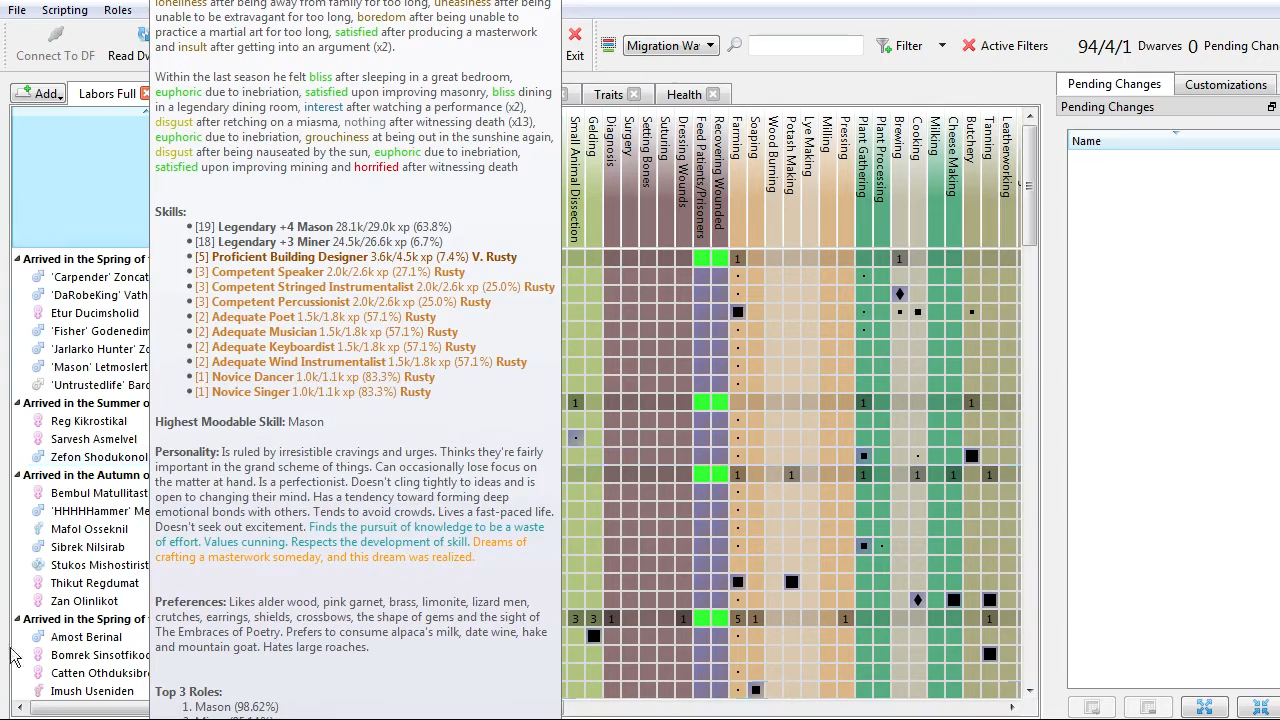 File Scripting Roles
Connect to DF Read Dw
Exit
Migration Wa
Filter
Active Filters
94/4/1 Dwarves 0 Pending Chan
Add
Labors Full
Traits
Health
Pending Changes
Customizations
Pending Changes
Name
loneliness after being away from family for too long, uneasiness after being
unable to be extravagant for too long, boredom after being unable to
practice a martial art for too long, satisfied after producing a masterwork
and insult after getting into an argument (x2).
Within the last season he felt bliss after sleeping in a great bedroom,
euphoric due to inebriation, satisfied upon improving masonry, bliss dining
in a legendary dining room, interest after watching a performance (x2),
disgust after retching on a miasma, nothing after witnessing death (x13),
euphoric due to inebriation, grouchiness at being out in the sunshine again,
disgust after being nauseated by the sun, euphoric due to inebriation,
satisfied upon improving mining and horrified after witnessing death
Skills:
[19] Legendary +4 Mason 28.1k/29.0k xp (63.8%)
[18] Legendary +3 Miner 24.5k/26.6k xp (6.7%)
[5] Proficient Building Designer 3.6k/4.5k xp (7.4%) V. Rusty
[3] Competent Speaker 2.0k/2.6k xp (27.1%) Rusty
[3] Competent Stringed Instrumentalist 2.0k/2.6k xp (25.0%) Rusty
[3] Competent Percussionist 2.0k/2.6k xp (25.0%) Rusty
[2] Adequate Poet 1.5k/1.8k xp (57.1%) Rusty
[2] Adequate Musician 1.5k/1.8k xp (57.1%) Rusty
[2] Adequate Keyboardist 1.5k/1.8k xp (57.1%) Rusty
[2] Adequate Wind Instrumentalist 1.5k/1.8k xp (57.1%) Rusty
[1] Novice Dancer 1.0k/1.1k xp (83.3%) Rusty
[1] Novice Singer 1.0k/1.1k xp (83.3%) Rusty
Highest Moodable Skill: Mason
Personality: Is ruled by irresistible cravings and urges. Thinks they're fairly
important in the grand scheme of things. Can occasionally lose focus on
the matter at hand. Is a perfectionist. Doesn't cling tightly to ideas and is
open to changing their mind. Has a tendency toward forming deep
emotional bonds with others. Tends to avoid crowds. Lives a fast-paced life.
Doesn't seek out excitement. Finds the pursuit of knowledge to be a waste
of effort. Values cunning. Respects the development of skill. Dreams of
crafting a masterwork someday, and this dream was realized.
Preferences: Likes alder wood, pink garnet, brass, limonite, lizard men,
crutches, earrings, shields, crossbows, the shape of gems and the sight of
The Embraces of Poetry. Prefers to consume alpaca's milk, date wine, hake
and mountain goat. Hates large roaches.
Top 3 Roles:
1. Mason (98.62%)
Arrived in the Spring of
'Carpender' Zoncat
'DaRobeKing' Vath
Etur Ducimsholid
'Fisher' Godenedim
'Jarlarko Hunter' Zo
'Mason' Letmoslert
'Untrustedlife' Baro
Arrived in the Summer o
Reg Kikrostikal
Sarvesh Asmelvel
Zefon Shodukonol
Arrived in the Autumn o
Bembul Matullitast
'HHHHHammer' Me
Mafol Osseknil
Sibrek Nilsirab
Stukos Mishostirist
Thikut Regdumat
Zan Olinlikot
Arrived in the Spring of
Amost Berinal
Bomrek Sinsotfikod
Catten Othduksibre
Imush Useniden
Small Animal Dissection
Gelding
Diagnosis
Surgery
Setting Bones
Suturing
Dressing Wounds
Feed Patients/Prisoners
Recovering Wounded
Farming
Soaping
Wood Burning
Potash Making
Lye Making
Milling
Pressing
Plant Gathering
Plant Processing
Brewing
Cooking
Milking
Cheese Making
Butchery
Tanning
Leatherworking
1 1
1 1 1
1 1 1 1 1 1
3 3 1 1 5 1 1 1